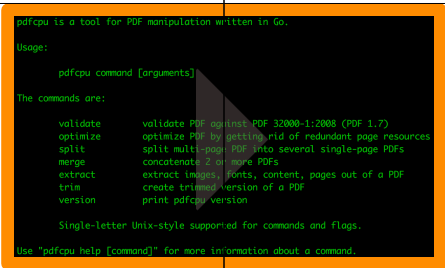 pdfcpu is a tool for PDF manipulation written in Go.
Usage:
pdfcpu command [arguments]
The commands are:
validate validate PDF against PDF 32000-1:2008 (PDF 1.7)
optimize optimize PDF by getting rid of redundant page resources
split split multi-page PDF into several single-page PDFs
merge concatenate 2 or more PDFs
extract extract images, fonts, content, pages out of a PDF
trim create trimmed version of a PDF
version print pdfcpu version
Single-letter Unix-style supported for commands and flags.
Use "pdfcpu help [command]" for more information about a command.